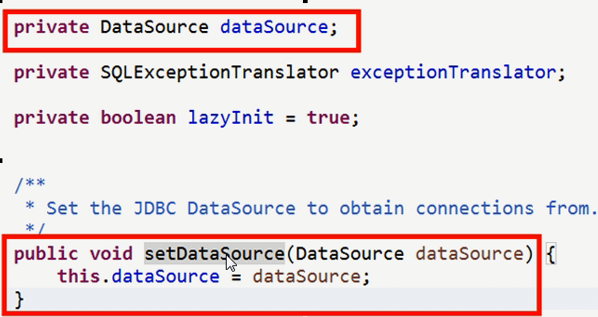 private DataSource dataSource;
private SQLExceptionTranslator exceptionTranslator;
private boolean lazyInit = true;
/**
* Set the JDBC DataSource to obtain connections from.
*/
public void setDataSource(DataSource dataSource) {
this.dataSource = dataSource;
}